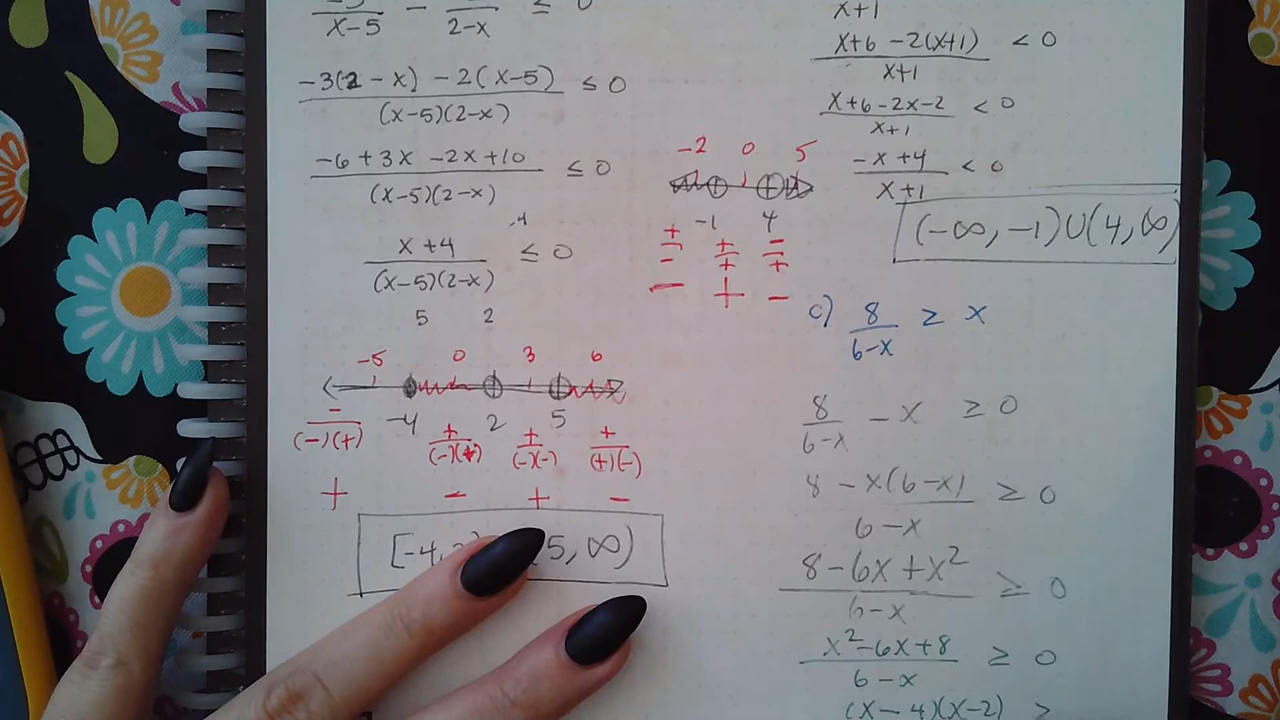 x-5 - 2-x ≤ 0
-3(2-x) -2(x-5) ≤ 0
(x-5)(2-x)
-6+3x -2x+10 ≤ 0
(x-5)(2-x)
-4
x+4 ≤ 0
(x-5)(2-x)
5 2
-5 0 3 6
-4 2 5
- + + +
(-)(+) (-)(+) (-)(-) (+)(-)
+ - + -
[-4, 5, ∞)
x+1
x+6-2(x+1) < 0
x+1
x+6-2x-2 < 0
x+1
-2 0 5
-x+4 < 0
x+1
-1 4
+ + -
- + +
- + -
(-∞, -1)∪(4, ∞)
c) 8 ≥ x
6-x
8 - x ≥ 0
6-x
8 - x(6-x) ≥ 0
6-x
8-6x+x² ≥ 0
6-x
x²-6x+8 ≥ 0
6-x
(x-4)(x-2) ≥